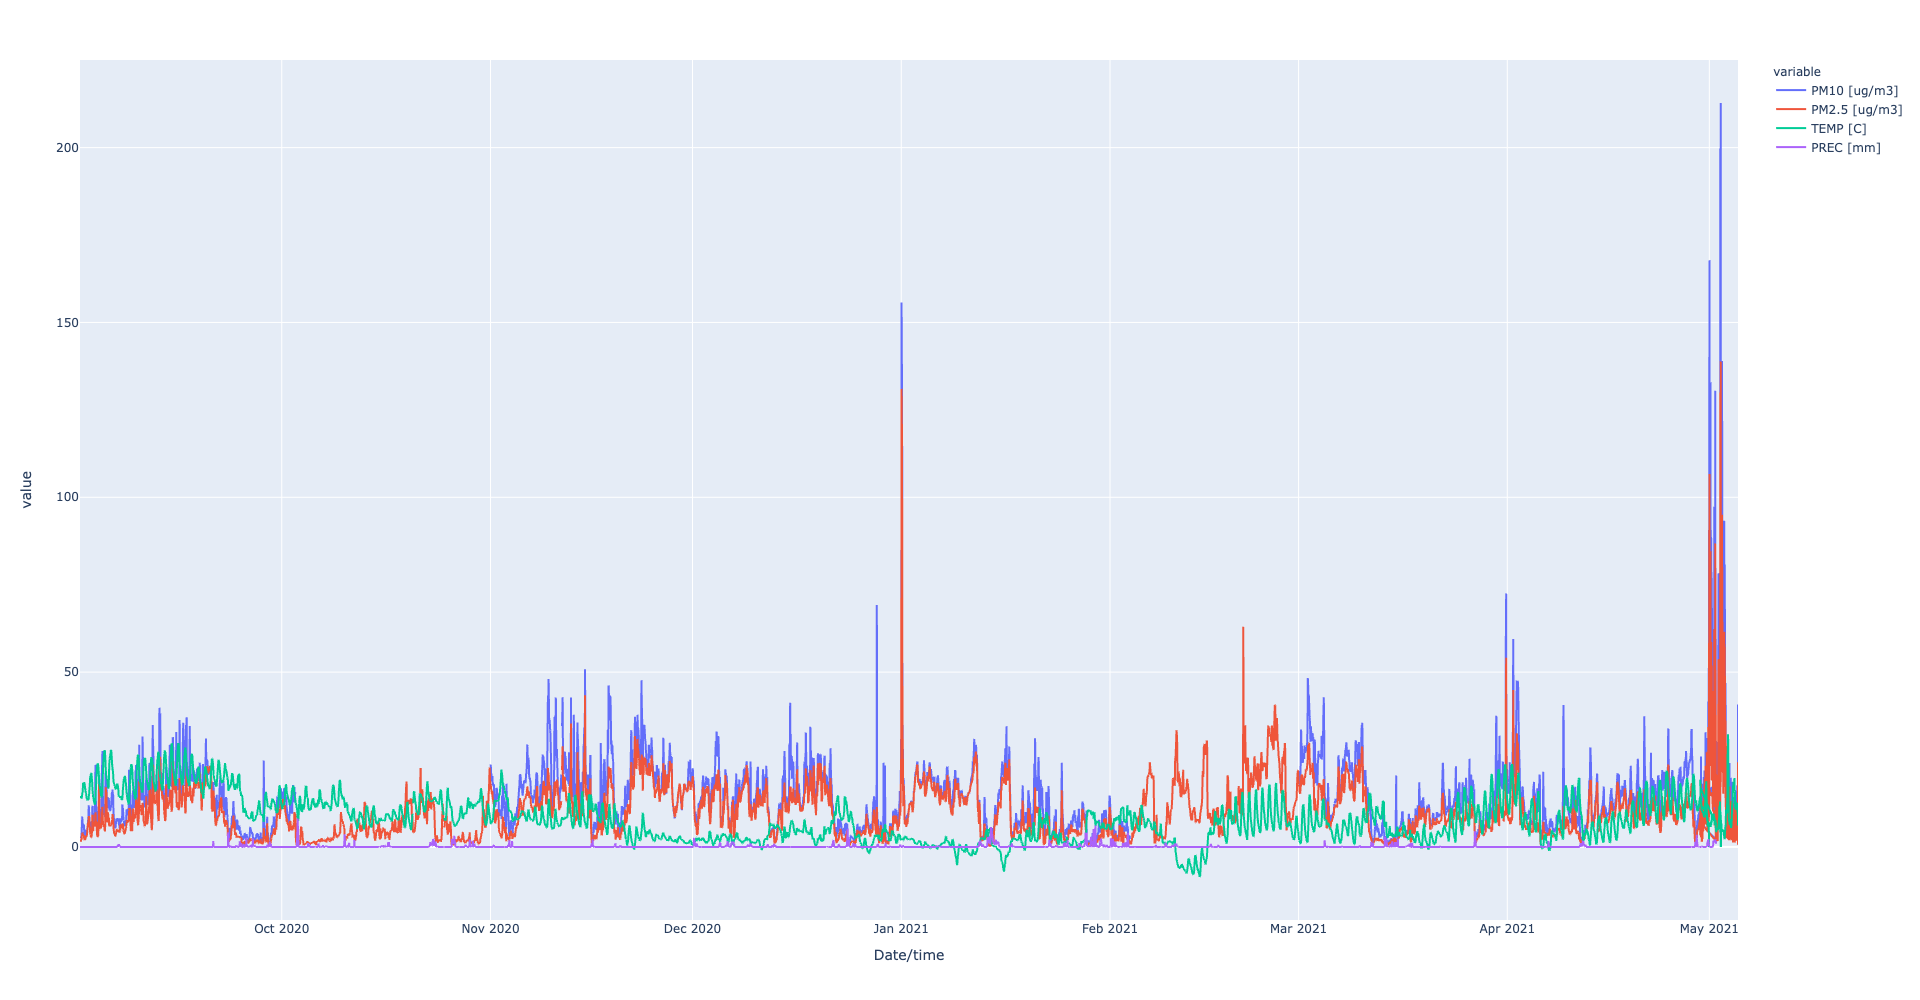 variable
PM10 [ug/m3]
PM2.5 [ug/m3]
TEMP [C]
PREC [mm]
200
150
100
50
0
value
Oct 2020
Nov 2020
Dec 2020
Jan 2021
Feb 2021
Mar 2021
Apr 2021
May 2021
Date/time